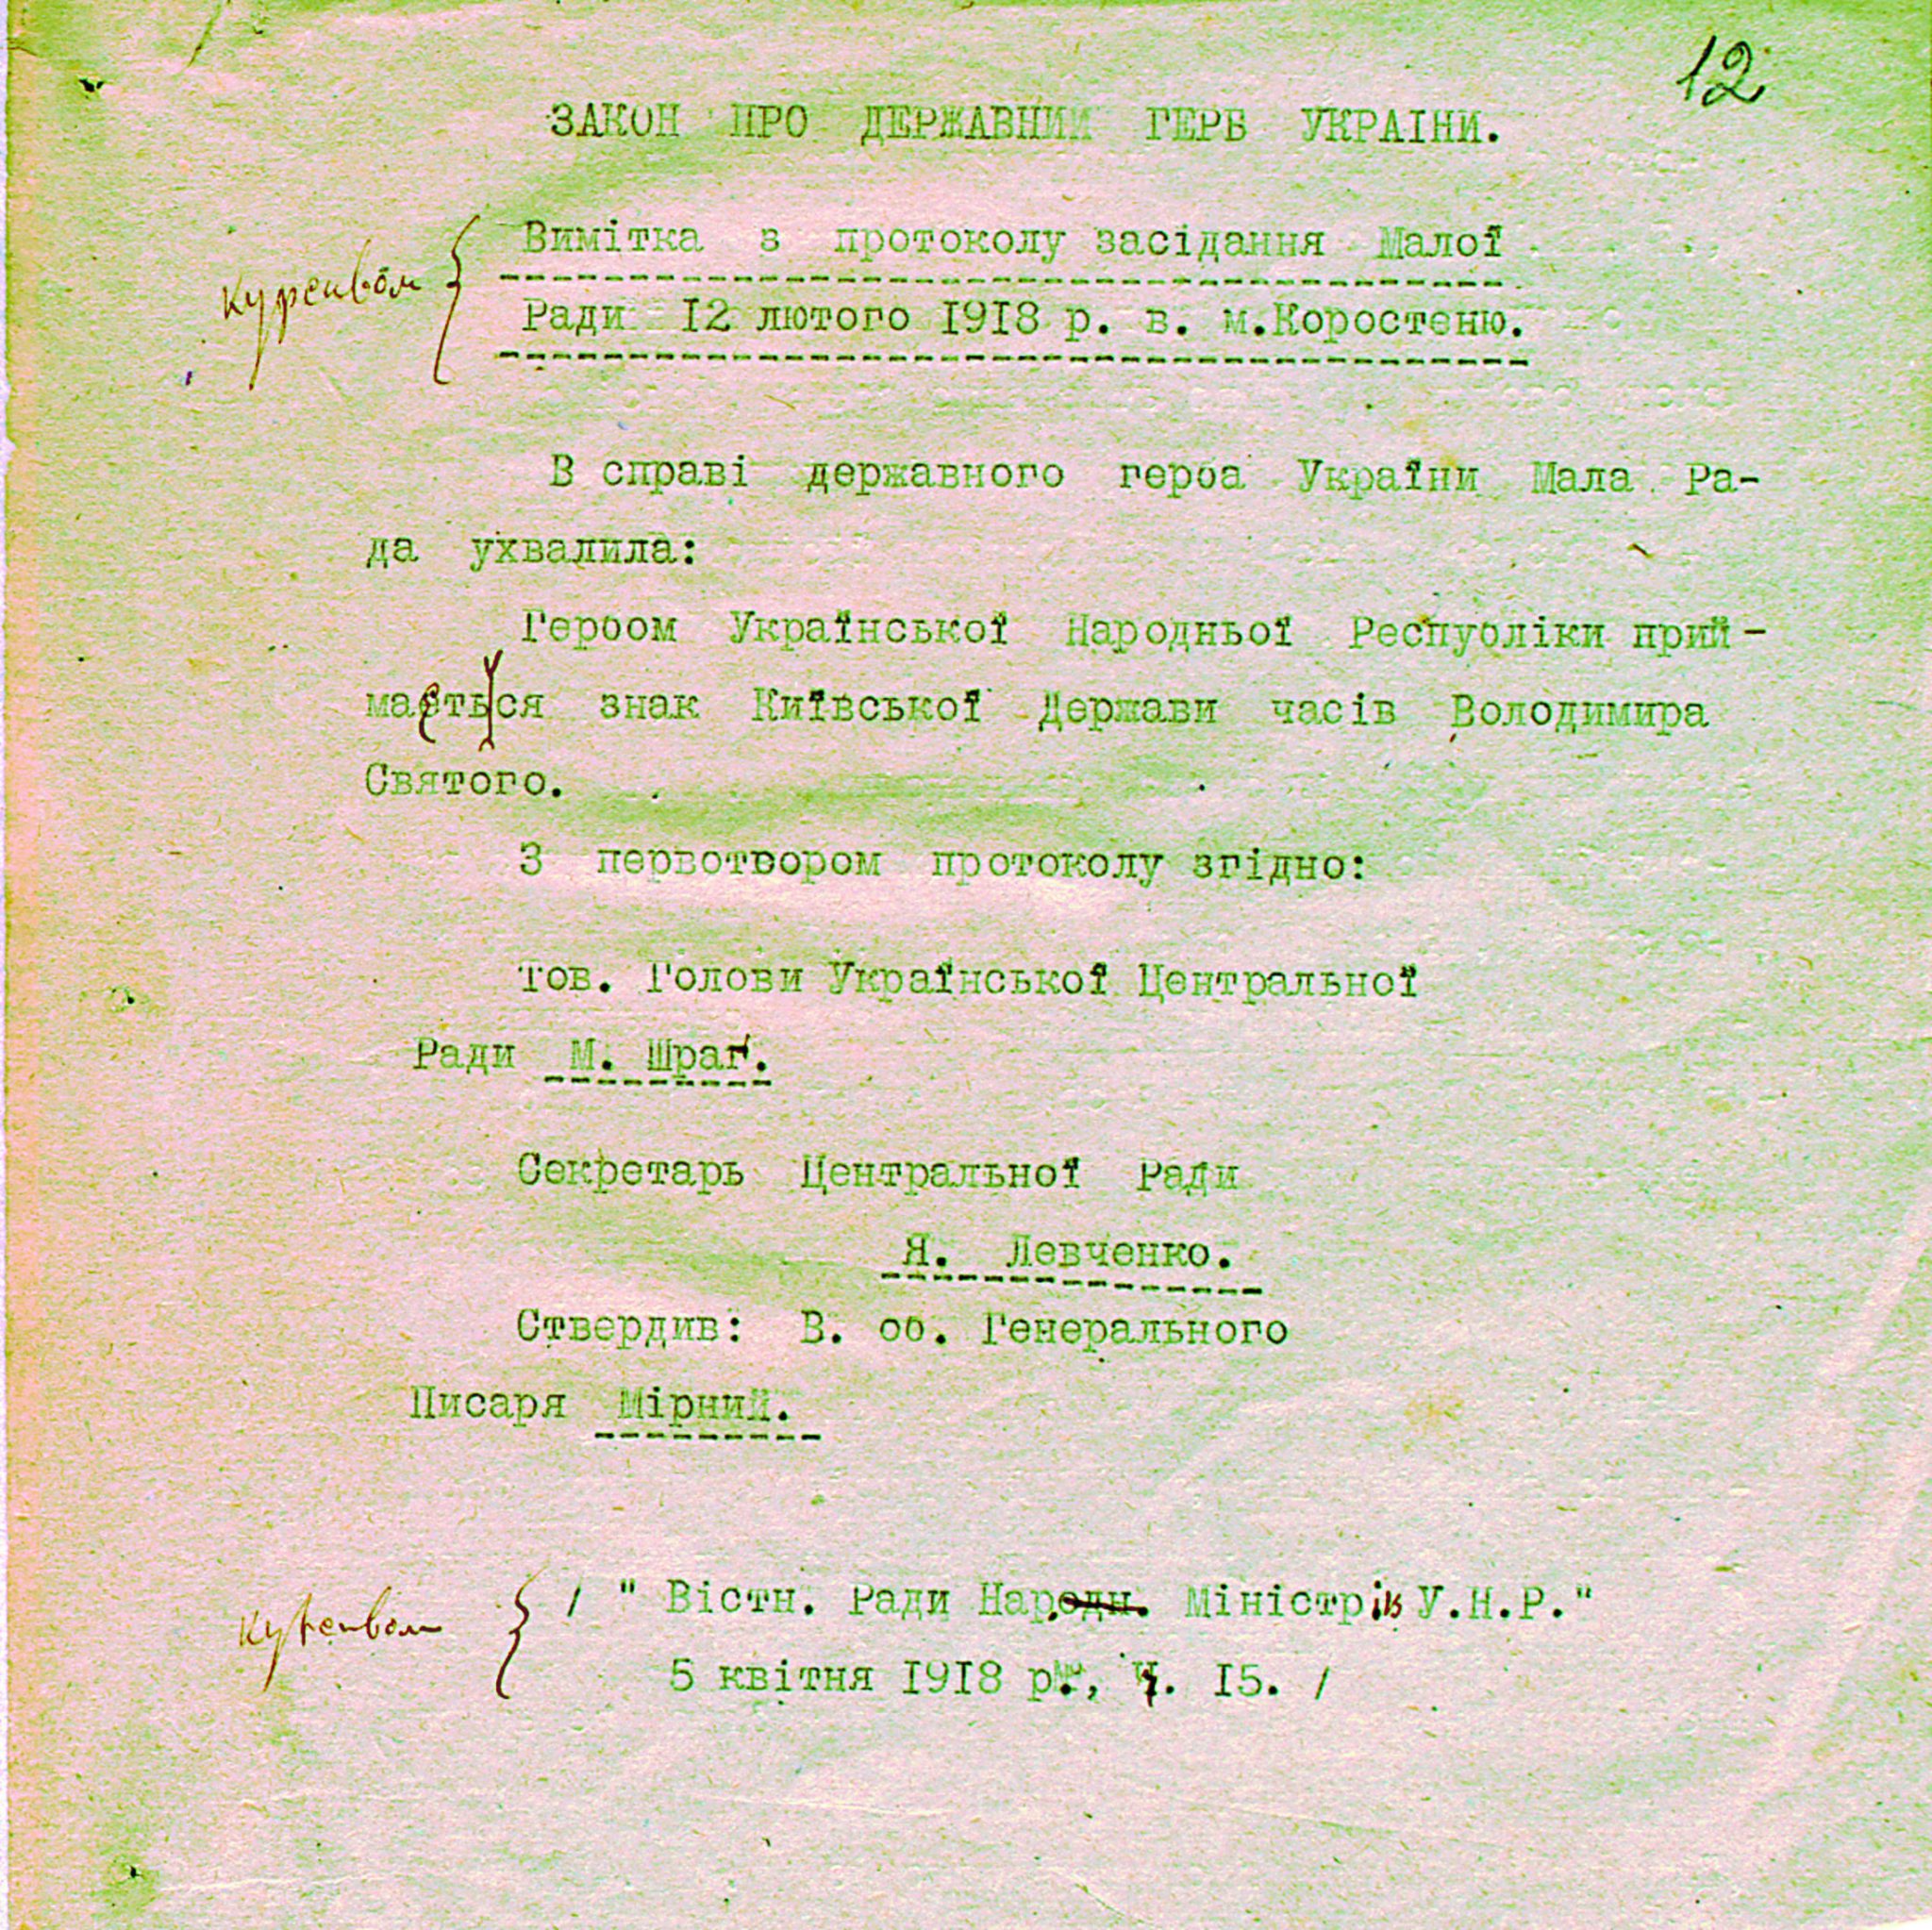 12
ЗАКОН ПРО ДЕРЖАВНИЙ ГЕРБ УКРАІНИ.
Вимітка з протоколу засідання Малої
курсивом
Ради 12 лютого 1918 р. в. м.Коростеню.
В справі державного герба України Мала Ра-
да ухвалила:
Гербом Української Народньої Республіки прий-
мається знак Київської Держави часів Володимира
Святого.
З первотвором протоколу згідно:
Тов. Голови Української Центральної
Ради М. Шраг.
Секретарь Центральної Ради
Я. Левченко.
Ствердив: В. об. Генерального
Писаря Мірний.
курсивом
/ " Вістн. Ради Народн. Міністрів У.Н.Р."
5 квітня 1918 р., Ч. 15. /